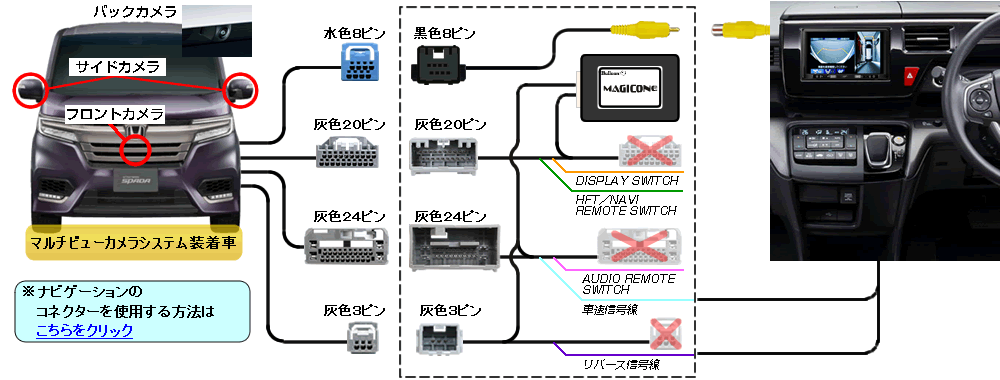 バックカメラ
サイドカメラ
フロントカメラ
SPADA
マルチビューカメラシステム装着車
※ナビゲーションの
コネクターを使用する方法は
こちらをクリック
水色8ピン
灰色20ピン
灰色24ピン
灰色3ピン
黒色8ピン
灰色20ピン
灰色24ピン
灰色3ピン
MAGICONE
DISPLAY SWITCH
HFT/NAVI
REMOTE SWITCH
AUDIO REMOTE
SWITCH
車速信号線
リバース信号線